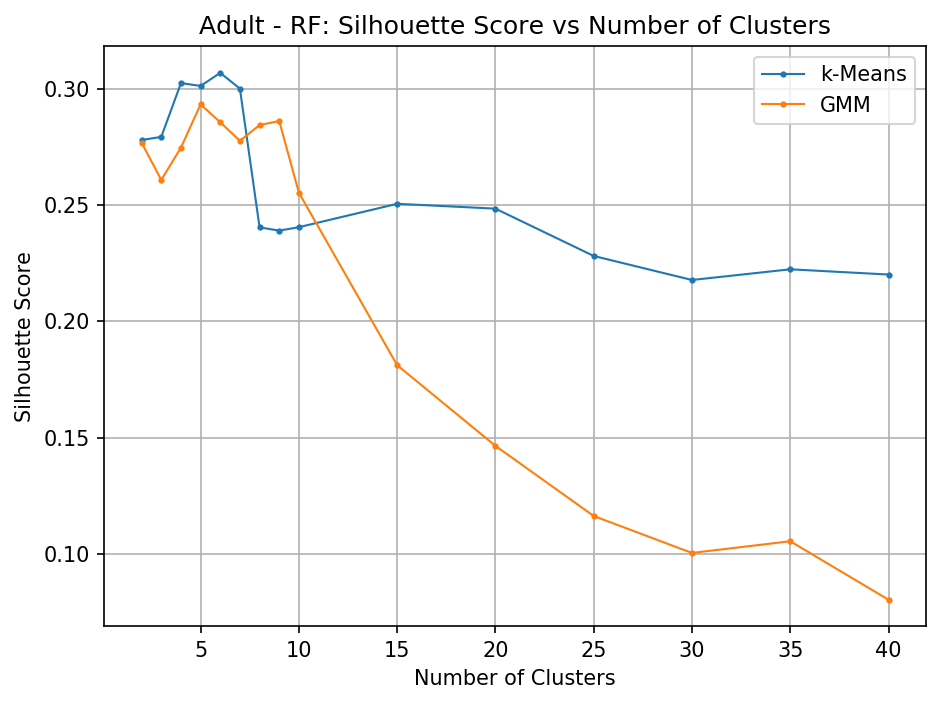 Adult - RF: Silhouette Score vs Number of Clusters
k-Means
GMM
Silhouette Score
0.30
0.25
0.20
0.15
0.10
5 10 15 20 25 30 35 40
Number of Clusters